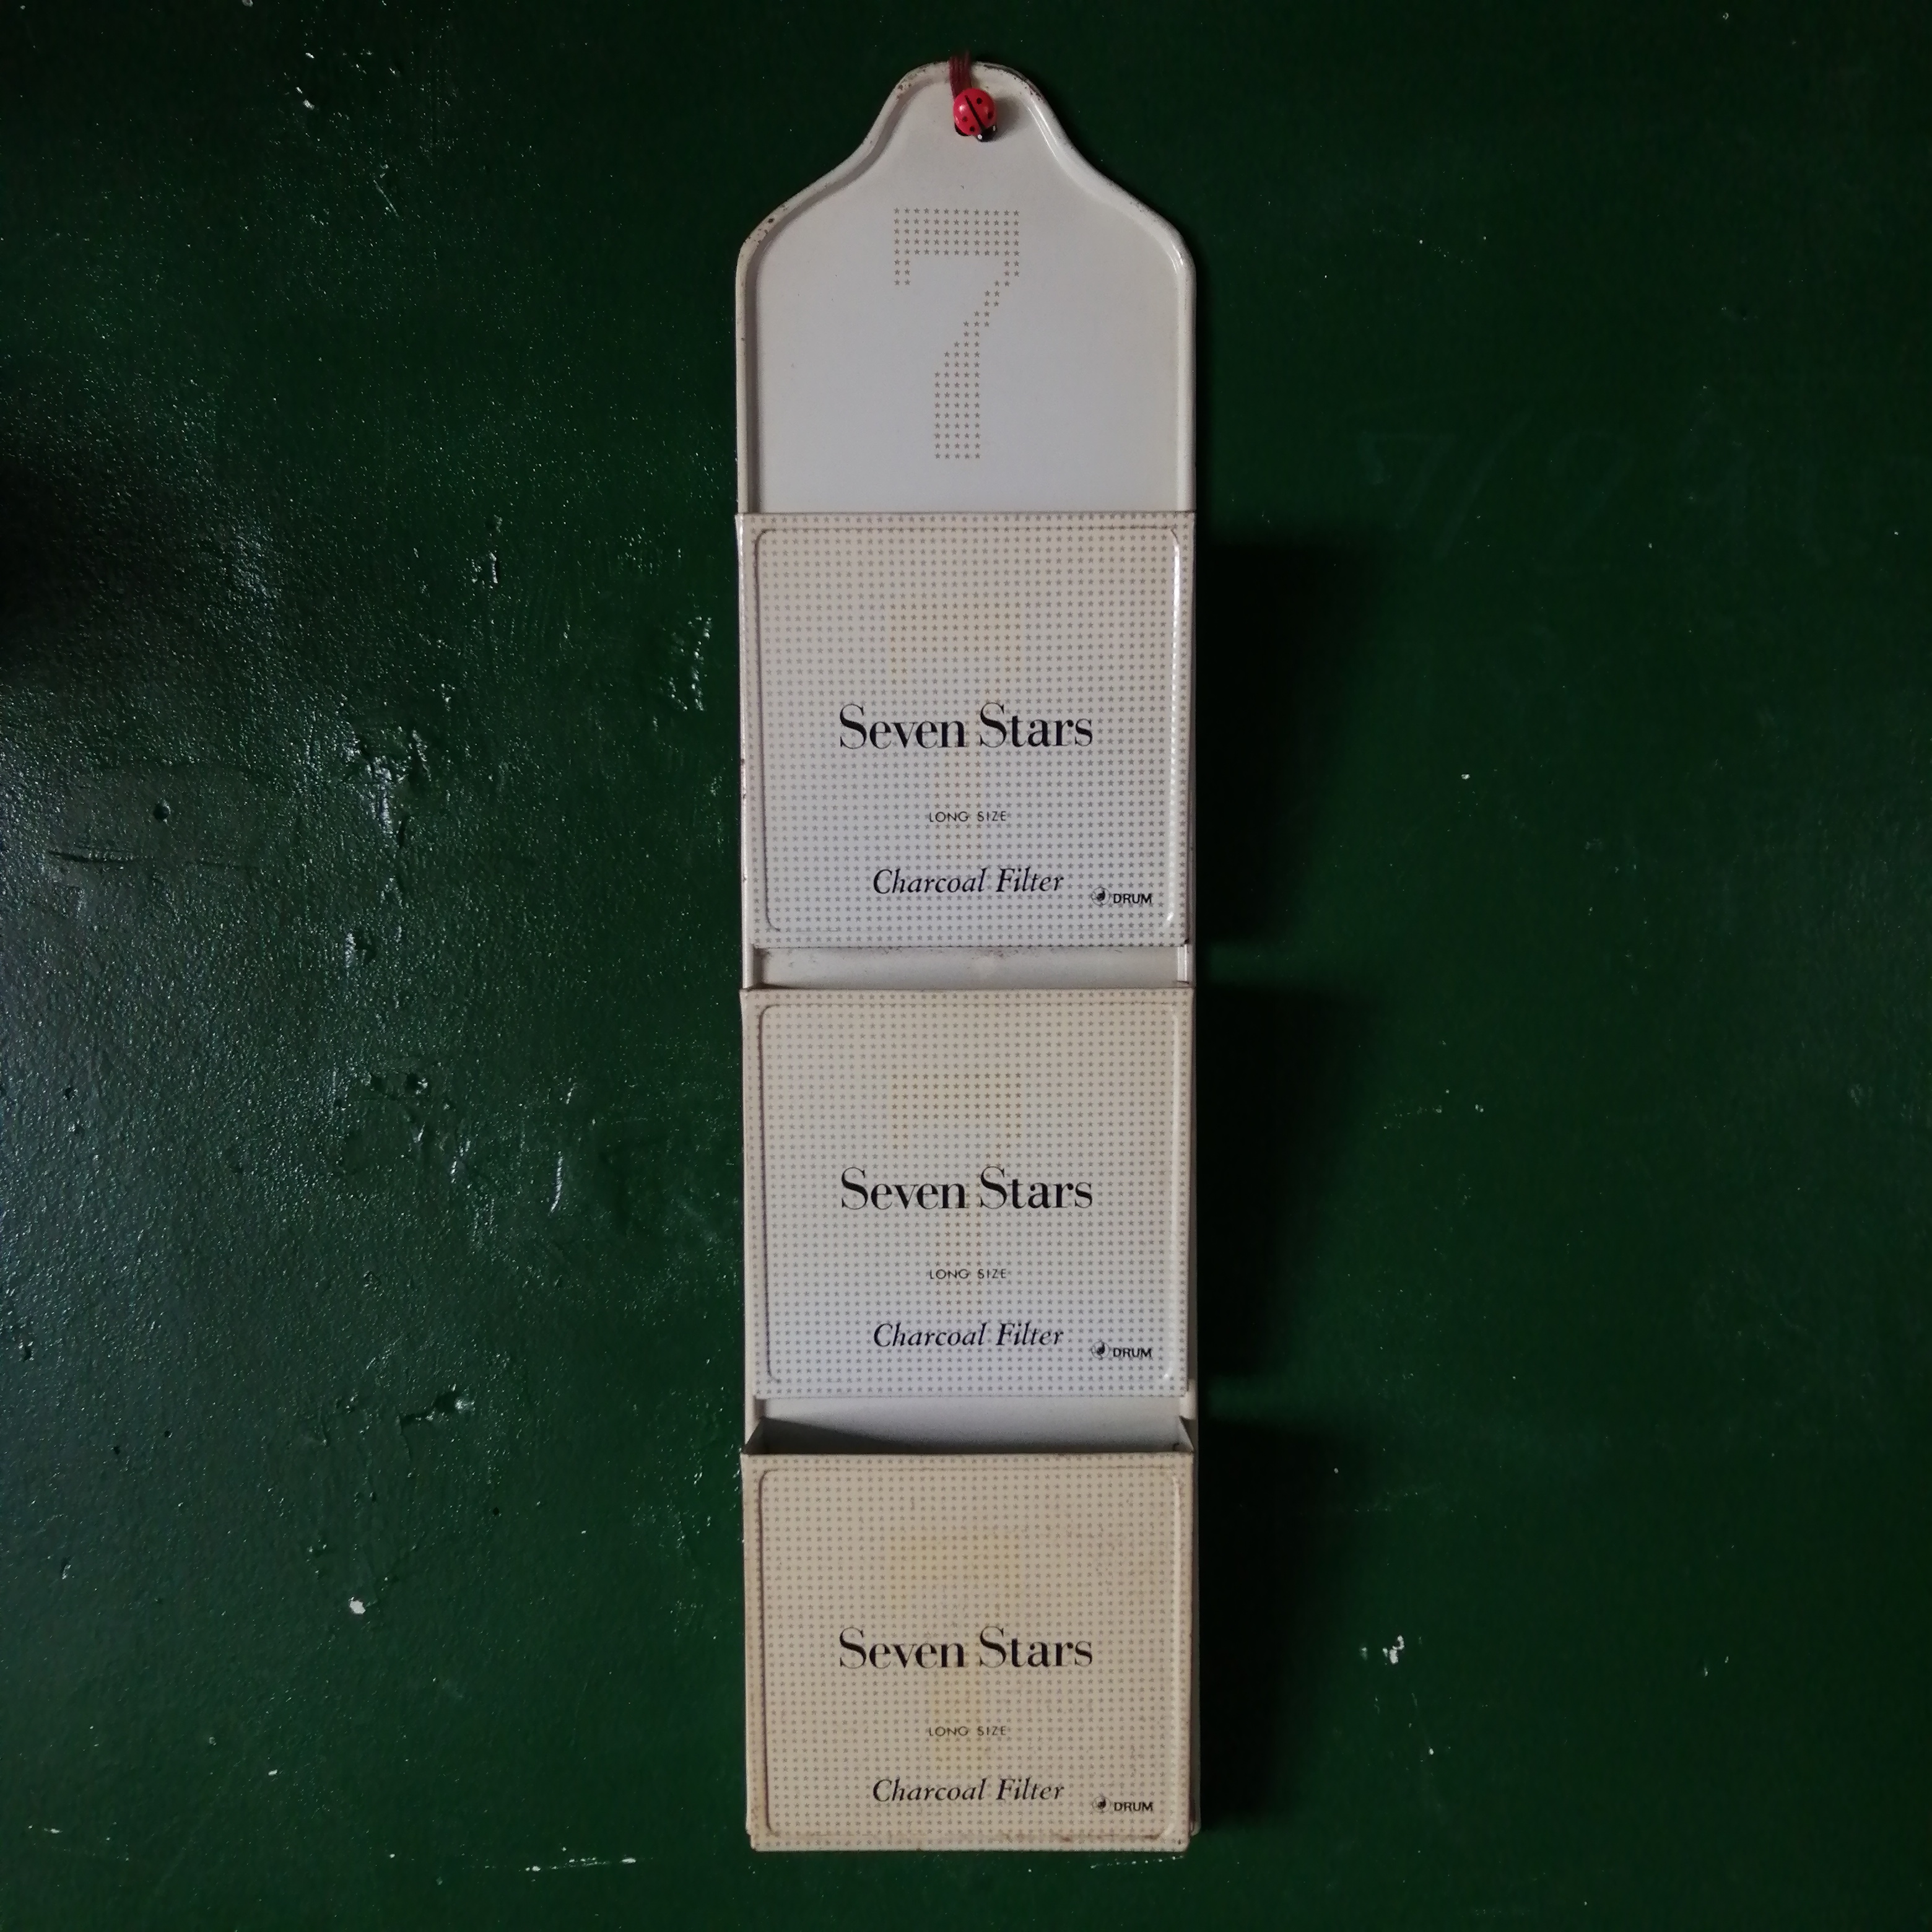 7
Seven Stars
LONG SIZE
Charcoal Filter
DRUM
Seven Stars
LONG SIZE
Charcoal Filter
DRUM
Seven Stars
LONG SIZE
Charcoal Filter
DRUM